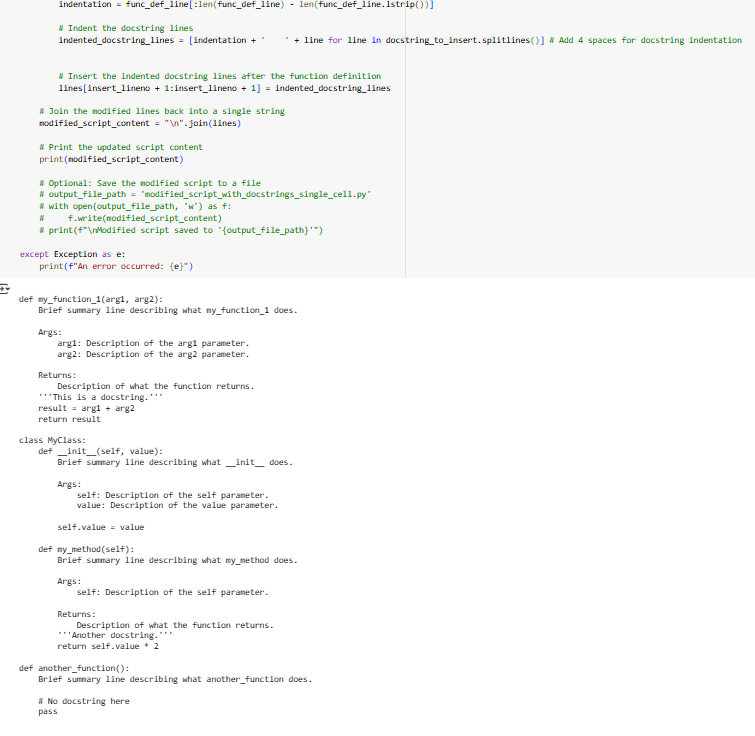 indentation = func_def_line[:len(func_def_line) - len(func_def_line.lstrip())]
# Indent the docstring lines
indented_docstring_lines = [indentation + '    ' + line for line in docstring_to_insert.splitlines()] # Add 4 spaces for docstring indentation
# Insert the indented docstring lines after the function definition
lines[insert_lineno + 1:insert_lineno + 1] = indented_docstring_lines
# Join the modified lines back into a single string
modified_script_content = "\n".join(lines)
# Print the updated script content
print(modified_script_content)
# Optional: Save the modified script to a file
# output_file_path = 'modified_script_with_docstrings_single_cell.py'
# with open(output_file_path, 'w') as f:
#     f.write(modified_script_content)
# print(f"\nModified script saved to '{output_file_path}'")
except Exception as e:
    print(f"An error occurred: {e}")
def my_function_1(arg1, arg2):
    Brief summary line describing what my_function_1 does.
    Args:
        arg1: Description of the arg1 parameter.
        arg2: Description of the arg2 parameter.
    Returns:
        Description of what the function returns.
    '''This is a docstring.'''
    result = arg1 + arg2
    return result
class MyClass:
    def __init__(self, value):
        Brief summary line describing what __init__ does.
        Args:
            self: Description of the self parameter.
            value: Description of the value parameter.
        self.value = value
    def my_method(self):
        Brief summary line describing what my_method does.
        Args:
            self: Description of the self parameter.
        Returns:
            Description of what the function returns.
        '''Another docstring.'''
        return self.value * 2
def another_function():
    Brief summary line describing what another_function does.
    # No docstring here
    pass